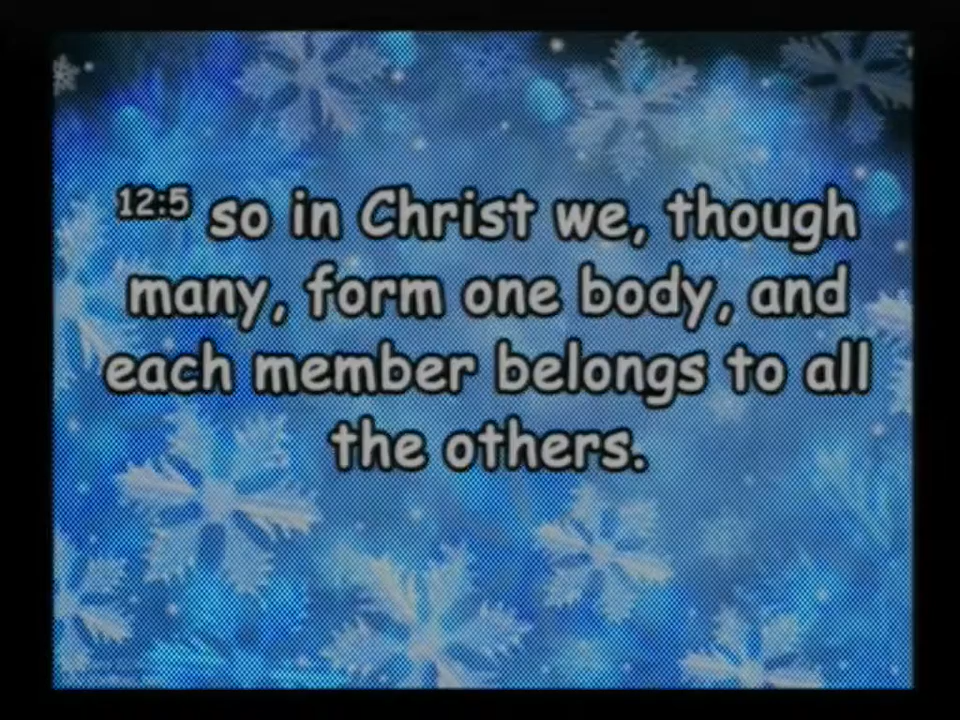 12:5 so in Christ we, though
many, form one body, and
each member belongs to all
the others.